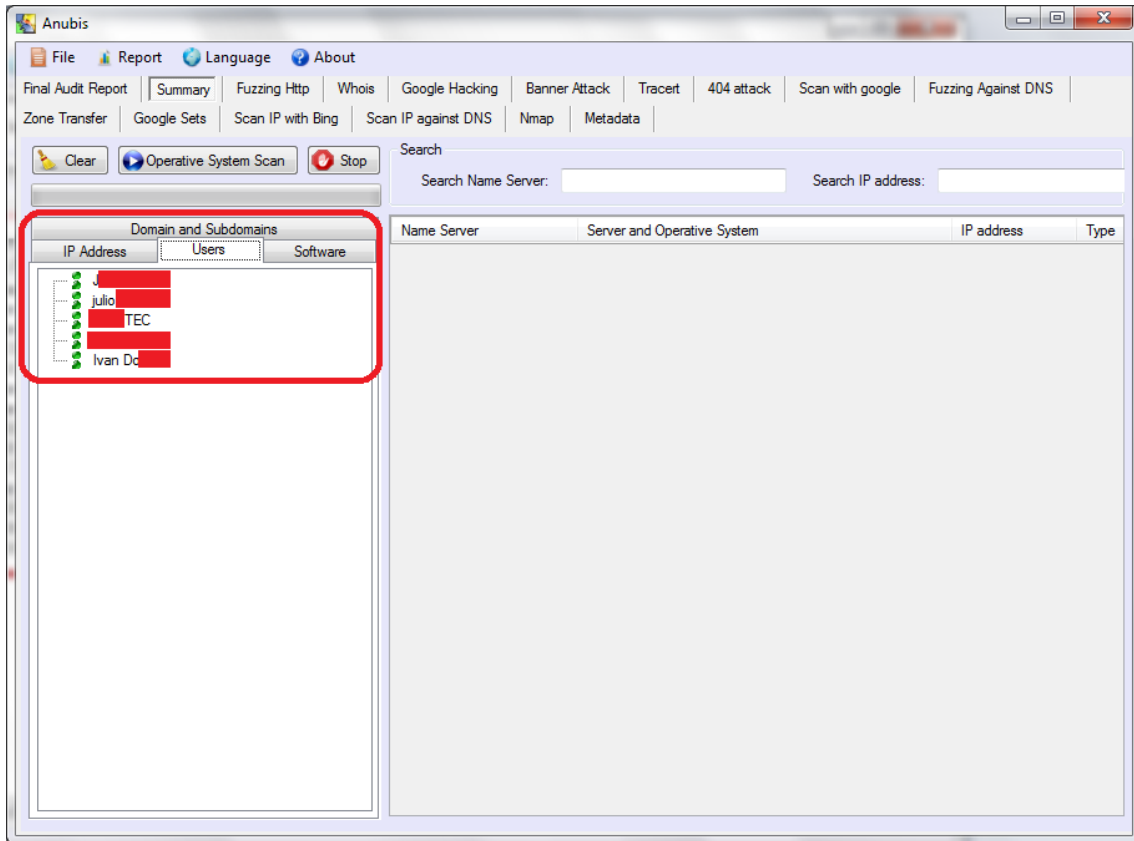 Anubis
File Report Language About
Final Audit Report Summary Fuzzing Http Whois Google Hacking Banner Attack Tracert 404 attack Scan with google Fuzzing Against DNS
Zone Transfer Google Sets Scan IP with Bing Scan IP against DNS Nmap Metadata
Clear Operative System Scan Stop
Search
Search Name Server: Search IP address:
Domain and Subdomains
IP Address Users Software
Name Server Server and Operative System IP address Type
J
julio
TEC
Ivan Do